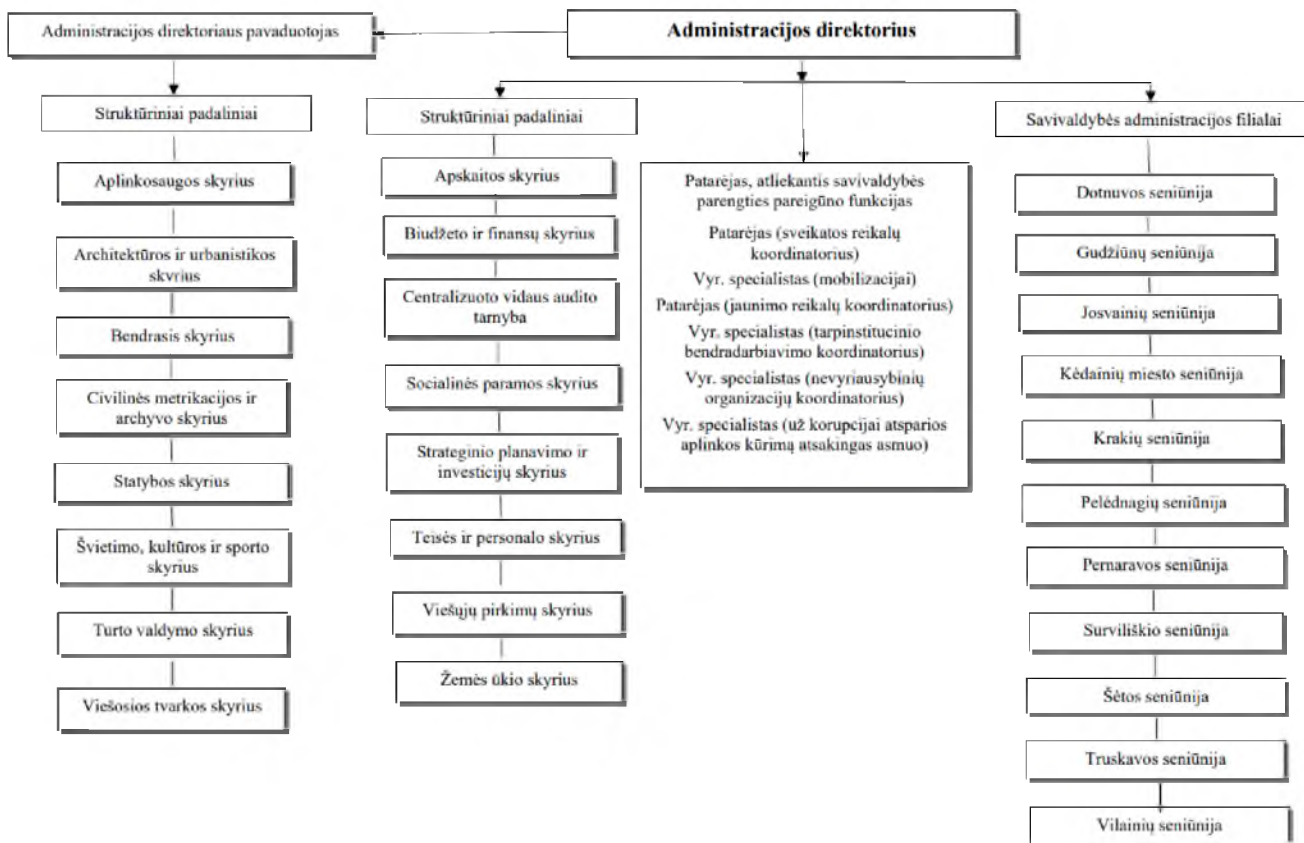 Administracijos direktoriaus pavaduotojas
Administracijos direktorius
Struktūriniai padaliniai
Aplinkosaugos skyrius
Architektūros ir urbanistikos
skyrius
Bendrasis skyrius
Civilinės metrikacijos ir
archyvo skyrius
Statybos skyrius
Švietimo, kultūros ir sporto
skyrius
Turto valdymo skyrius
Viešosios tvarkos skyrius
Struktūriniai padaliniai
Apskaitos skyrius
Biudžeto ir finansų skyrius
Centralizuoto vidaus audito
tarnyba
Socialinės paramos skyrius
Strateginio planavimo ir
investicijų skyrius
Teisės ir personalo skyrius
Viešųjų pirkimų skyrius
Žemės ūkio skyrius
Patarėjas, atliekantis savivaldybės
parengties pareigūno funkcijas
Patarėjas (sveikatos reikalų
koordinatorius)
Vyr. specialistas (mobilizacijai)
Patarėjas (jaunimo reikalų koordinatorius)
Vyr. specialistas (tarpinstitucinio
bendradarbiavimo koordinatorius)
Vyr. specialistas (nevyriausybinių
organizacijų koordinatorius)
Vyr. specialistas (už korupcijai atsparios
aplinkos kūrimą atsakingas asmuo)
Savivaldybės administracijos filialai
Dotnuvos seniūnija
Gudžiūnų seniūnija
Josvainių seniūnija
Kėdainių miesto seniūnija
Krakių seniūnija
Pelėdnagių seniūnija
Pernaravos seniūnija
Surviliškio seniūnija
Šėtos seniūnija
Truskavos seniūnija
Vilainių seniūnija